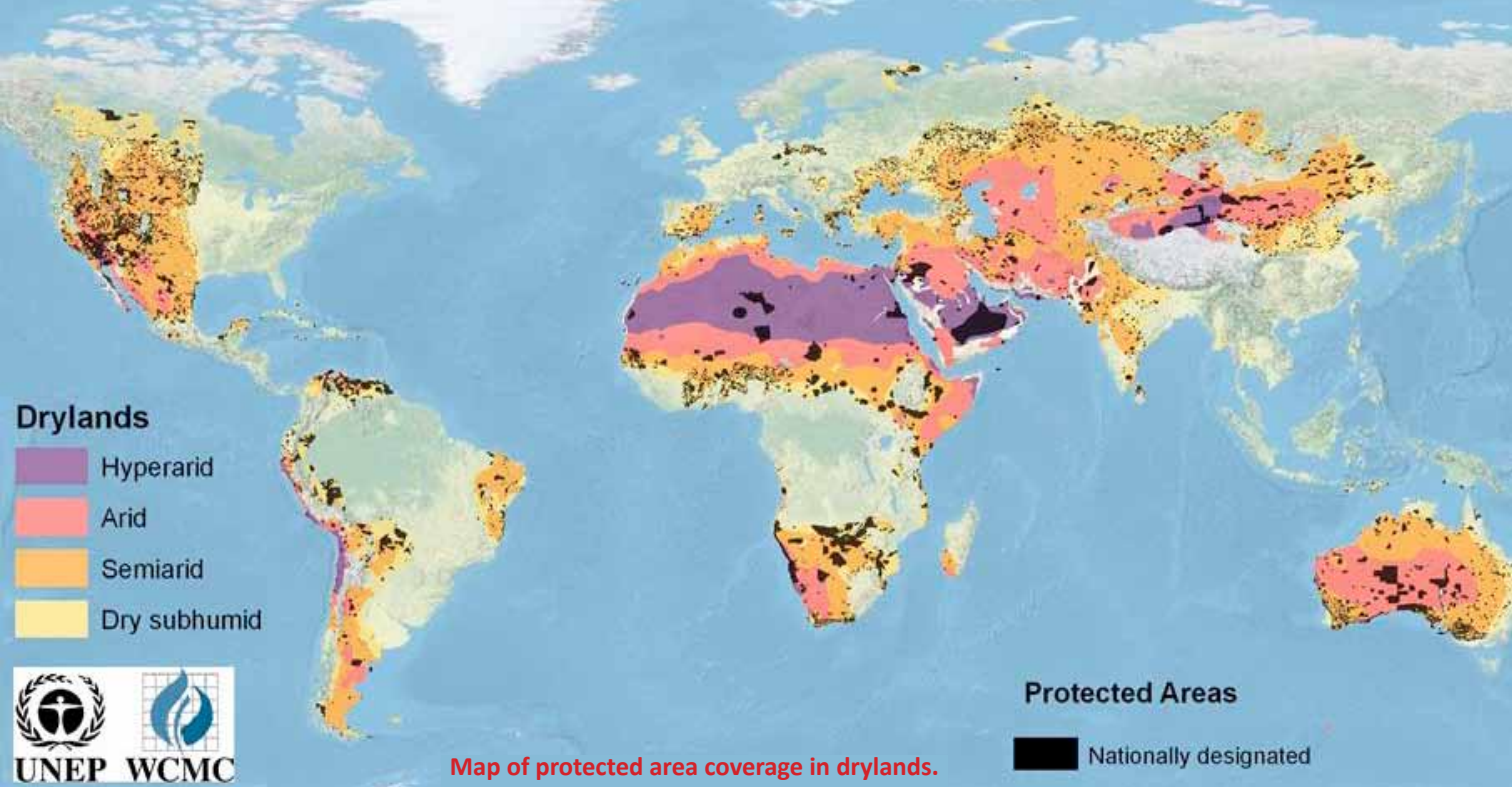 Drylands
Hyperarid
Arid
Semiarid
Dry subhumid
UNEP WCMC
Map of protected area coverage in drylands.
Protected Areas
Nationally designated